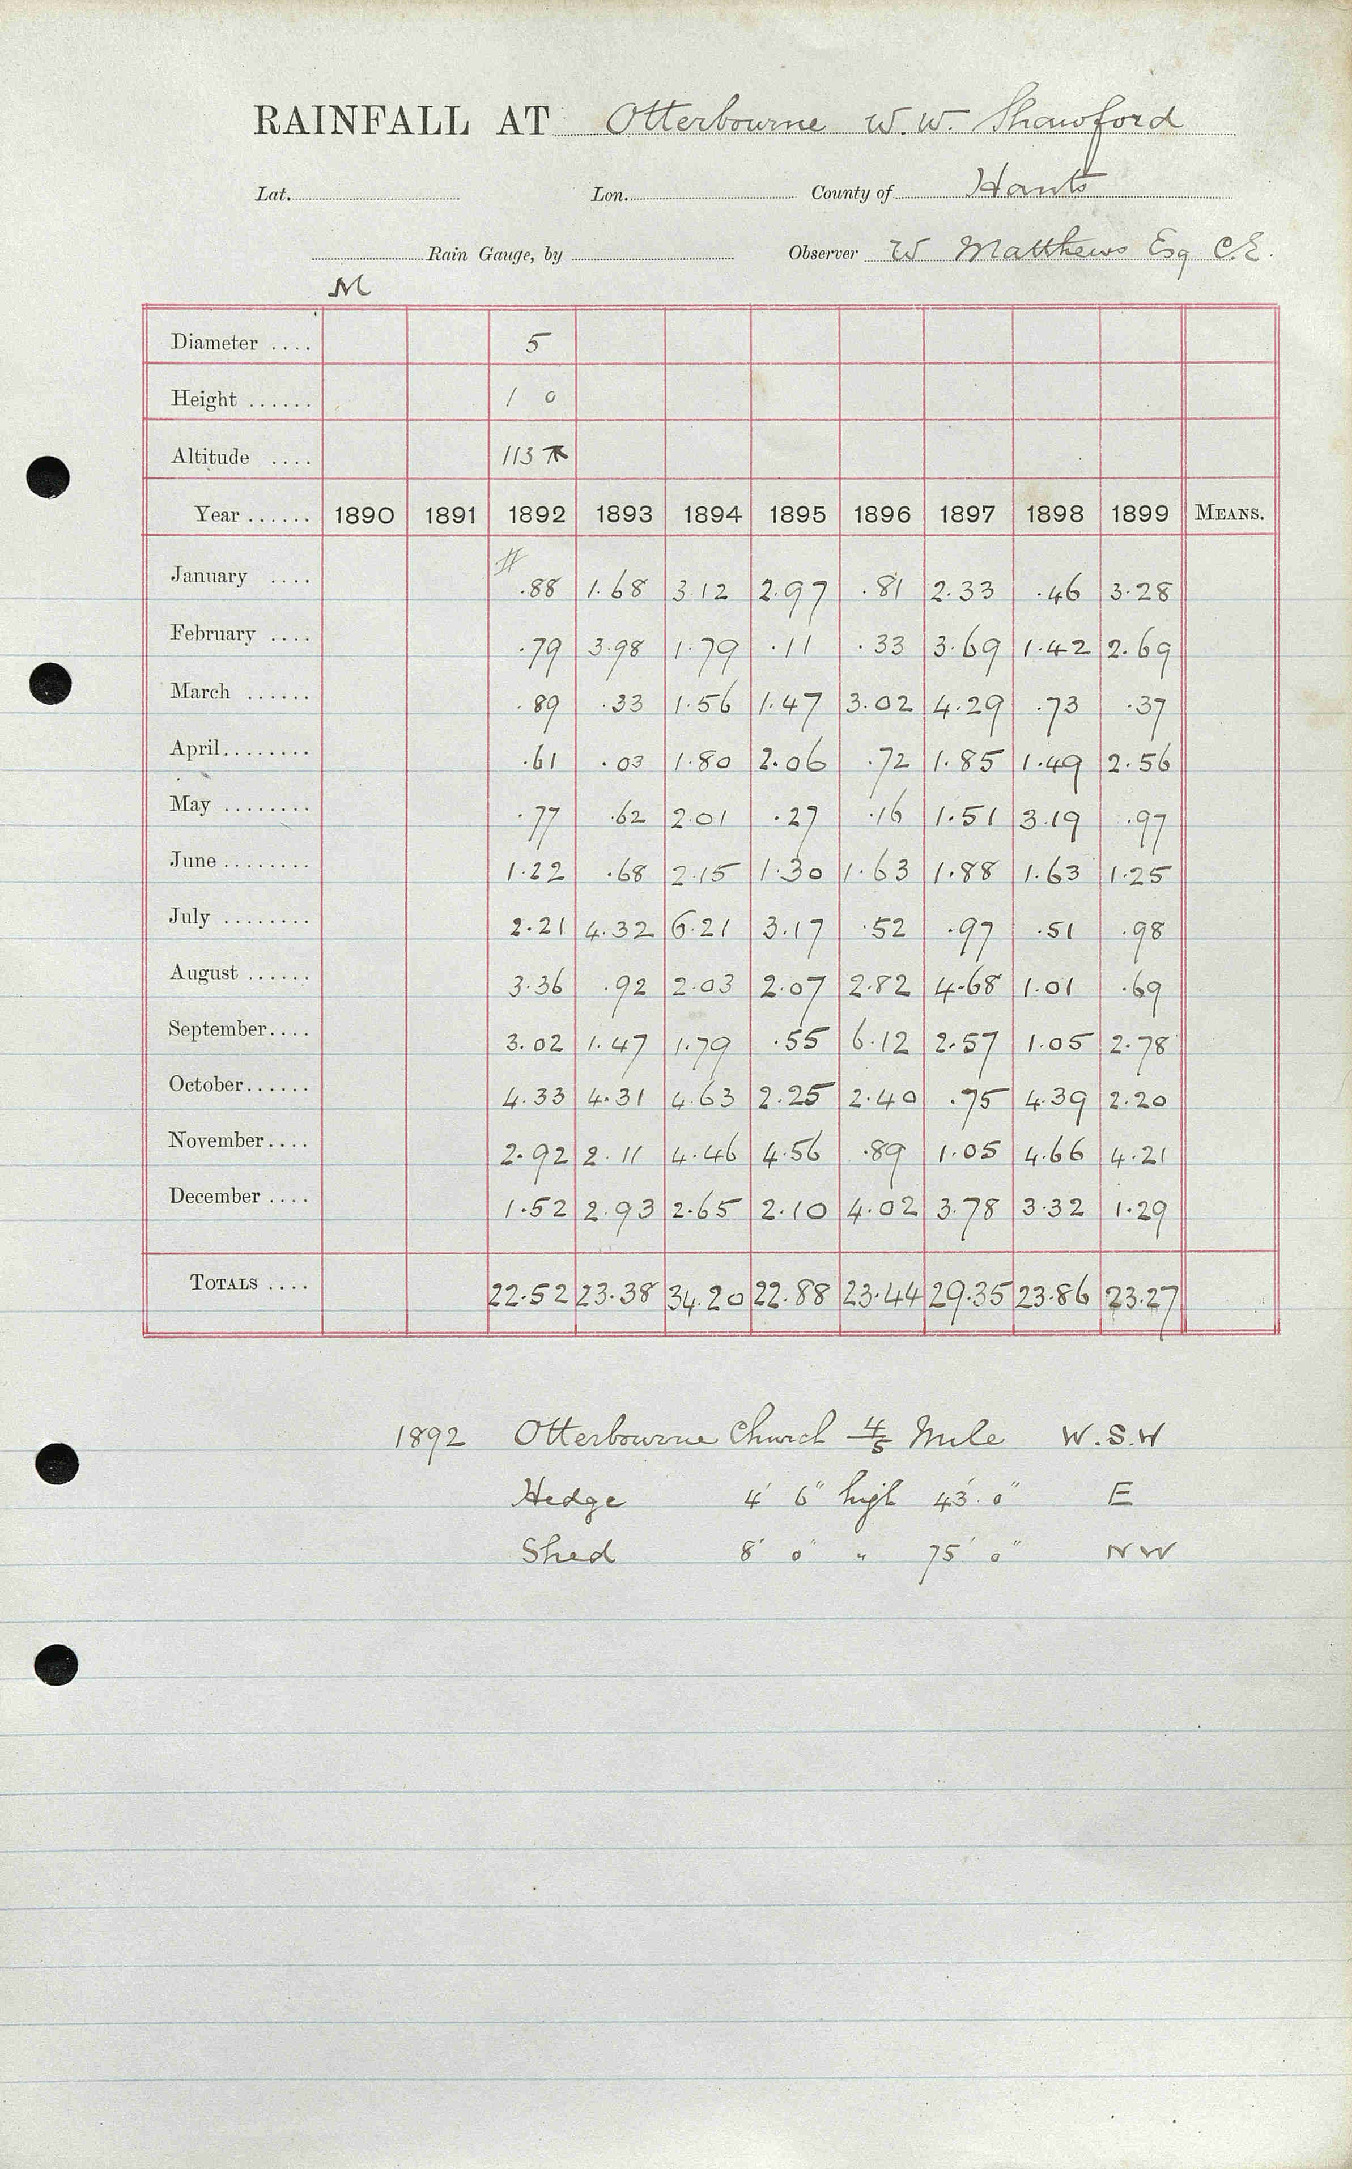 RAINFALL AT Otterbourne W.W. Shawford
Lat. Lon. County of Hants
Rain Gauge, by Observer W Matthews Esq C.E.
M
Diameter .... 5
Height ...... 1 0
Altitude .... 113
Year ...... 1890 1891 1892 1893 1894 1895 1896 1897 1898 1899 MEANS.
#
January .... .88 1.68 3.12 2.97 .81 2.33 .46 3.28
February .... .79 3.98 1.79 .11 .33 3.69 1.42 2.69
March ...... .89 .33 1.56 1.47 3.02 4.29 .73 .37
April........ .61 .03 1.80 2.06 .72 1.85 1.49 2.56
May ........ .77 .62 2.01 .27 .16 1.51 3.19 .97
June ........ 1.22 .68 2.15 1.30 1.63 1.88 1.63 1.25
July ........ 2.21 4.32 6.21 3.17 .52 .97 .51 .98
August ...... 3.36 .92 2.03 2.07 2.82 4.68 1.01 .69
September.... 3.02 1.47 1.79 .55 6.12 2.57 1.05 2.78
October...... 4.33 4.31 4.63 2.25 2.40 .75 4.39 2.20
November.... 2.92 2.11 4.46 4.56 .89 1.05 4.66 4.21
December .... 1.52 2.93 2.65 2.10 4.02 3.78 3.32 1.29
TOTALS .... 22.52 23.38 34.20 22.88 23.44 29.35 23.86 23.27
1892 Otterbourne Church 4/5 Mile W.S.W
Hedge 4' 6" high 43' 0" E
Shed 8' 0" " 75' 0" NW